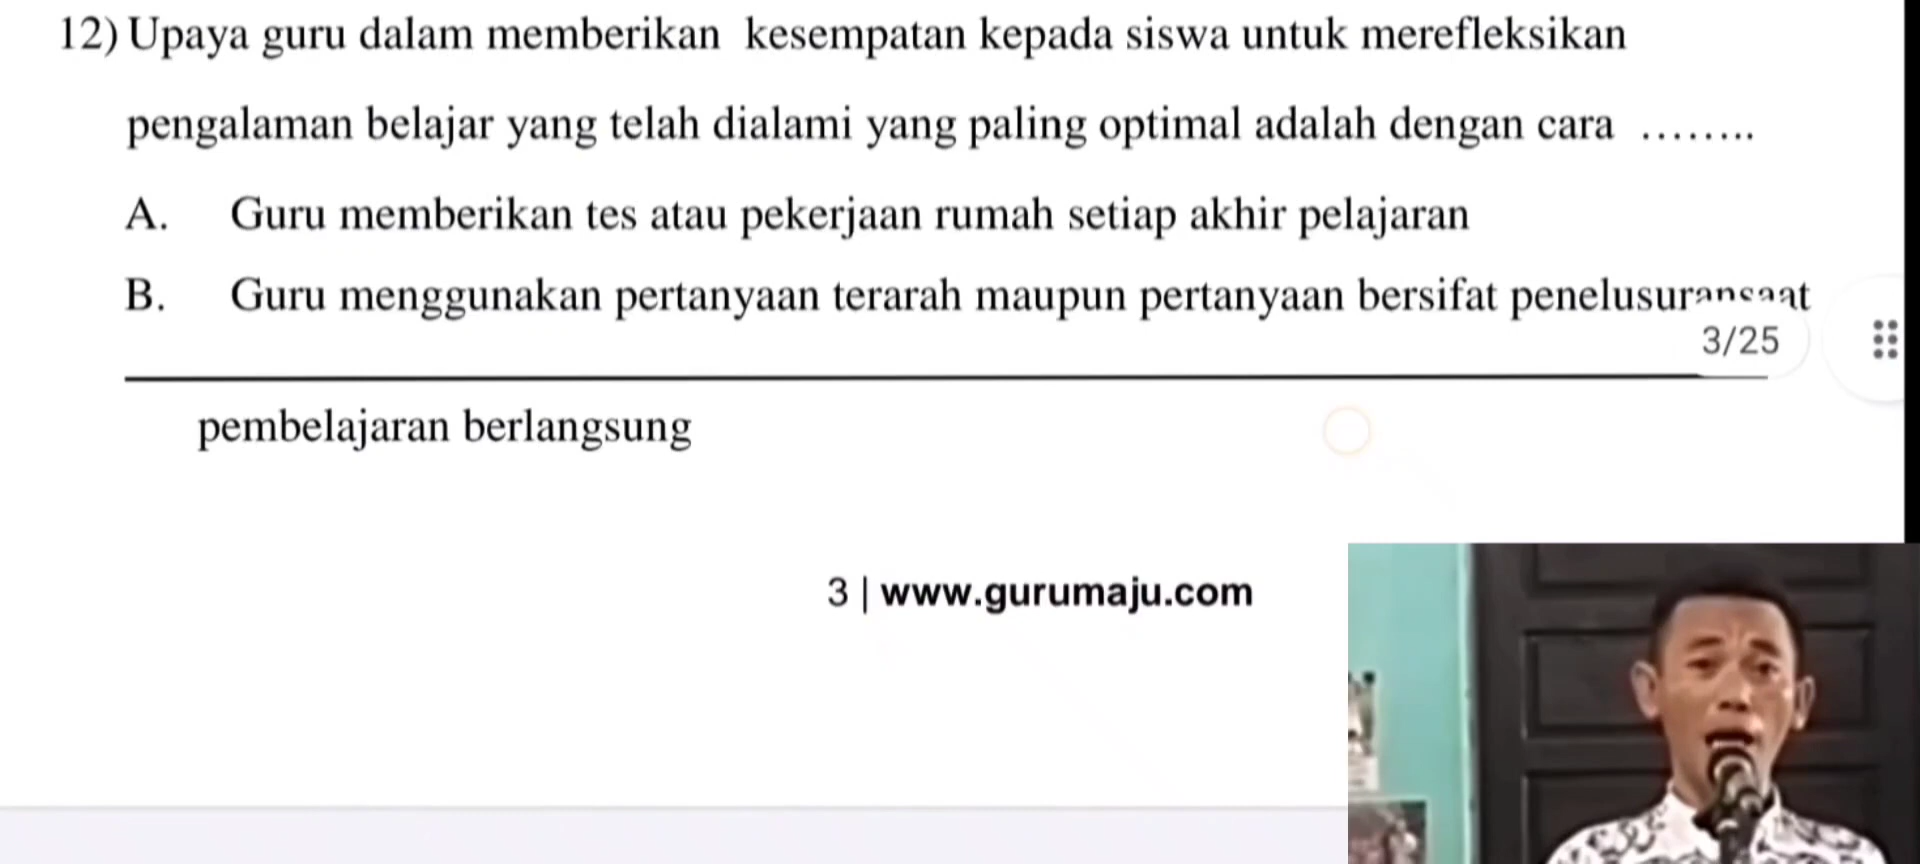 12) Upaya guru dalam memberikan kesempatan kepada siswa untuk merefleksikan
pengalaman belajar yang telah dialami yang paling optimal adalah dengan cara ........
A. Guru memberikan tes atau pekerjaan rumah setiap akhir pelajaran
B. Guru menggunakan pertanyaan terarah maupun pertanyaan bersifat penelusuransaat
3/25
pembelajaran berlangsung
3 | www.gurumaju.com